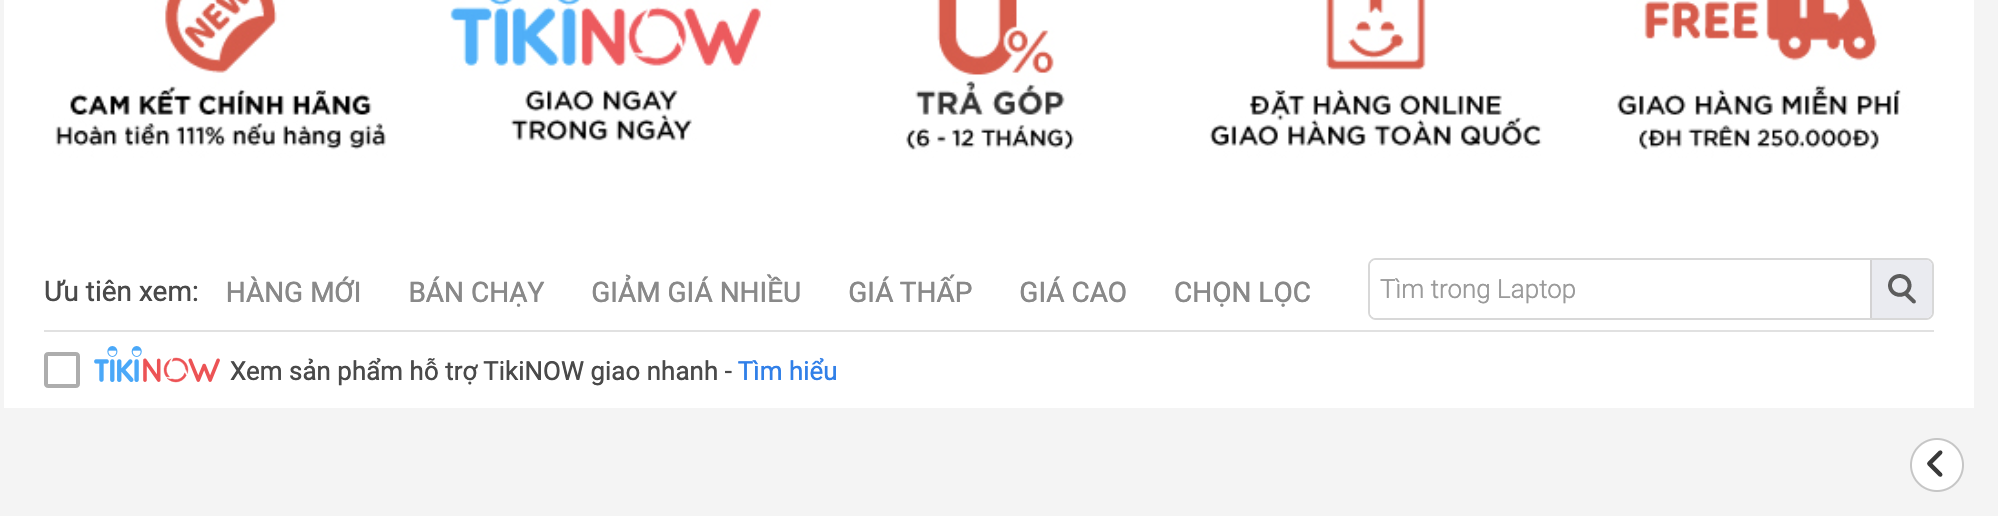 NEW
TIKINOW
0%
FREE
CAM KẾT CHÍNH HÃNG
Hoàn tiền 111% nếu hàng giả
GIAO NGAY
TRONG NGÀY
TRẢ GÓP
(6 - 12 THÁNG)
ĐẶT HÀNG ONLINE
GIAO HÀNG TOÀN QUỐC
GIAO HÀNG MIỄN PHÍ
(ĐH TRÊN 250.000Đ)
Ưu tiên xem: HÀNG MỚI BÁN CHẠY GIẢM GIÁ NHIỀU GIÁ THẤP GIÁ CAO CHỌN LỌC Tìm trong Laptop
TIKINOW Xem sản phẩm hỗ trợ TikiNOW giao nhanh - Tìm hiểu